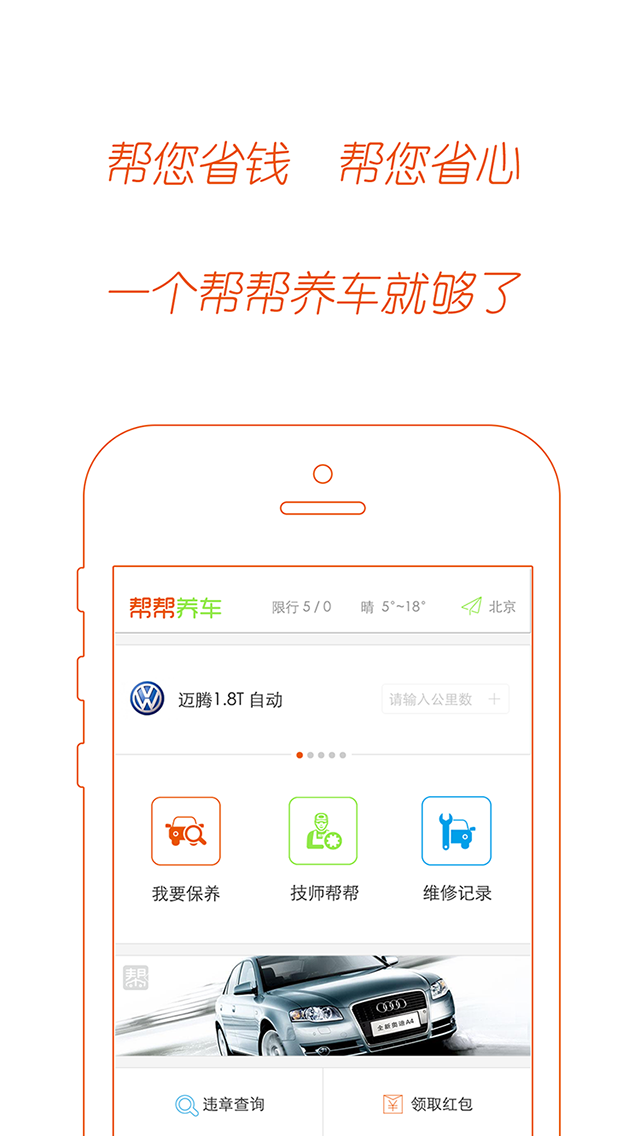 帮您省钱 帮您省心
一个帮帮养车就够了
帮帮养车 限行 5 / 0 晴 5°~18° 北京
迈腾1.8T 自动 请输入公里数
我要保养 技师帮帮 维修记录
帮
全新奥迪A4
违章查询 领取红包